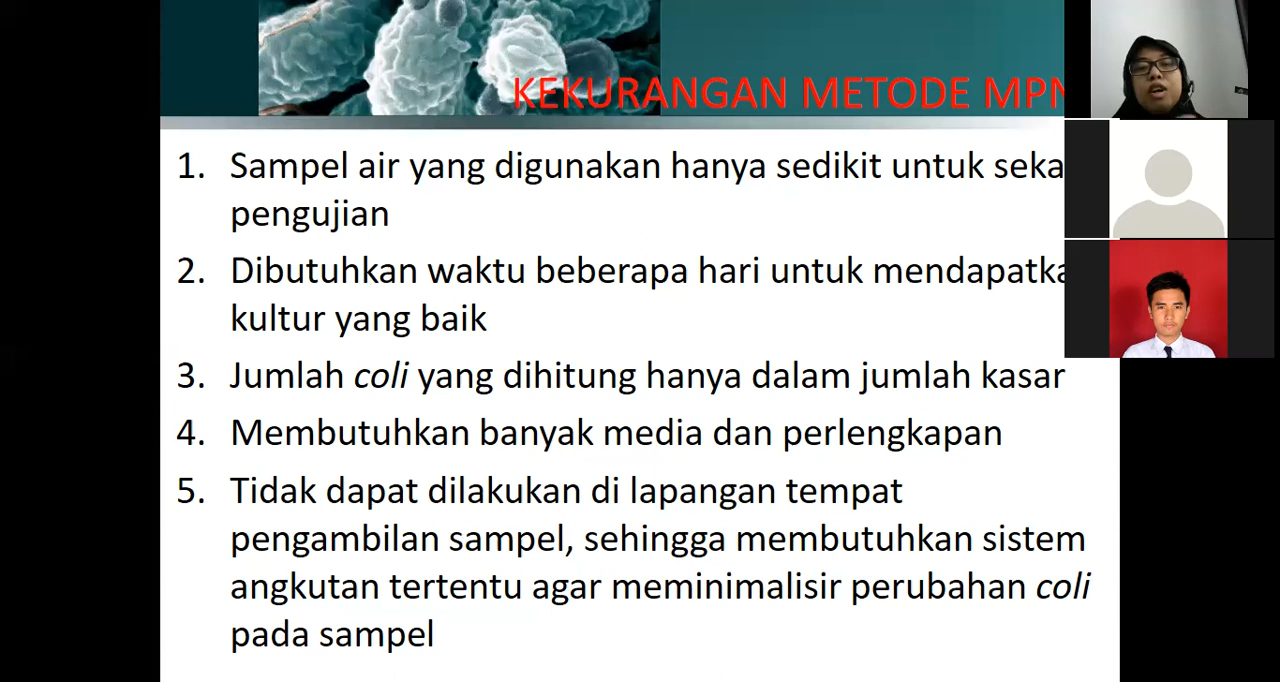 KEKURANGAN METODE MPN
1. Sampel air yang digunakan hanya sedikit untuk seka
pengujian
2. Dibutuhkan waktu beberapa hari untuk mendapatka
kultur yang baik
3. Jumlah coli yang dihitung hanya dalam jumlah kasar
4. Membutuhkan banyak media dan perlengkapan
5. Tidak dapat dilakukan di lapangan tempat
pengambilan sampel, sehingga membutuhkan sistem
angkutan tertentu agar meminimalisir perubahan coli
pada sampel